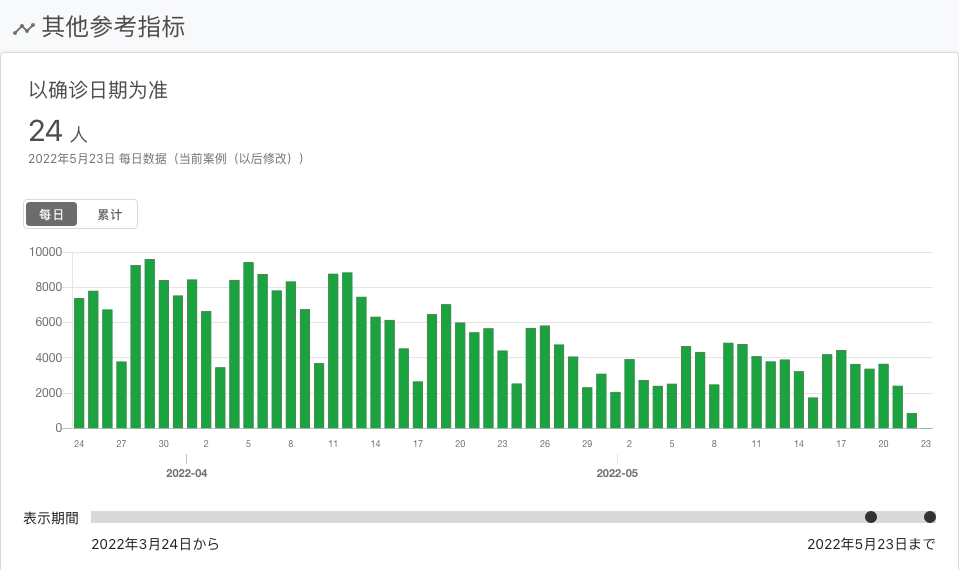 其他参考指标
以确诊日期为准
24 人
2022年5月23日 每日数据（当前案例（以后修改））
每日 累计
10000
8000
6000
4000
2000
0
24 27 30 2 5 8 11 14 17 20 23 26 29 2 5 8 11 14 17 20 23
2022-04 2022-05
表示期間
2022年3月24日から 2022年5月23日まで